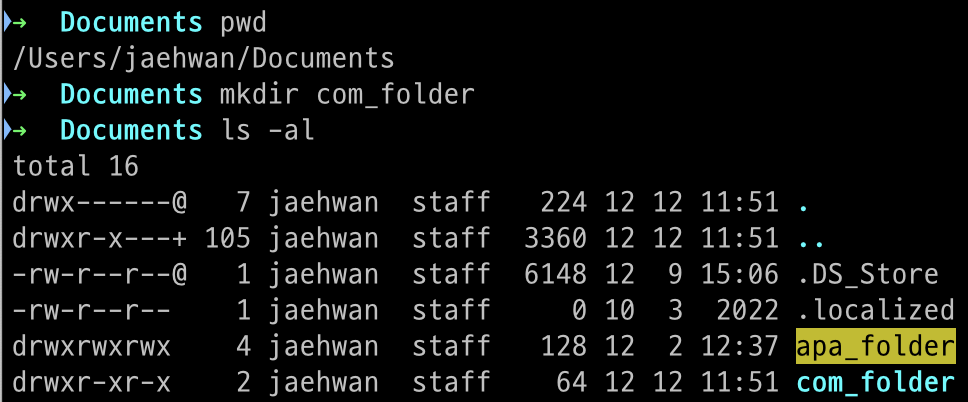 →  Documents pwd
/Users/jaehwan/Documents
→  Documents mkdir com_folder
→  Documents ls -al
total 16
drwx------@   7 jaehwan  staff   224 12 12 11:51 .
drwxr-x---+ 105 jaehwan  staff  3360 12 12 11:51 ..
-rw-r--r--@   1 jaehwan  staff  6148 12  9 15:06 .DS_Store
-rw-r--r--    1 jaehwan  staff     0 10  3  2022 .localized
drwxrwxrwx    4 jaehwan  staff   128 12  2 12:37 apa_folder
drwxr-xr-x    2 jaehwan  staff    64 12 12 11:51 com_folder